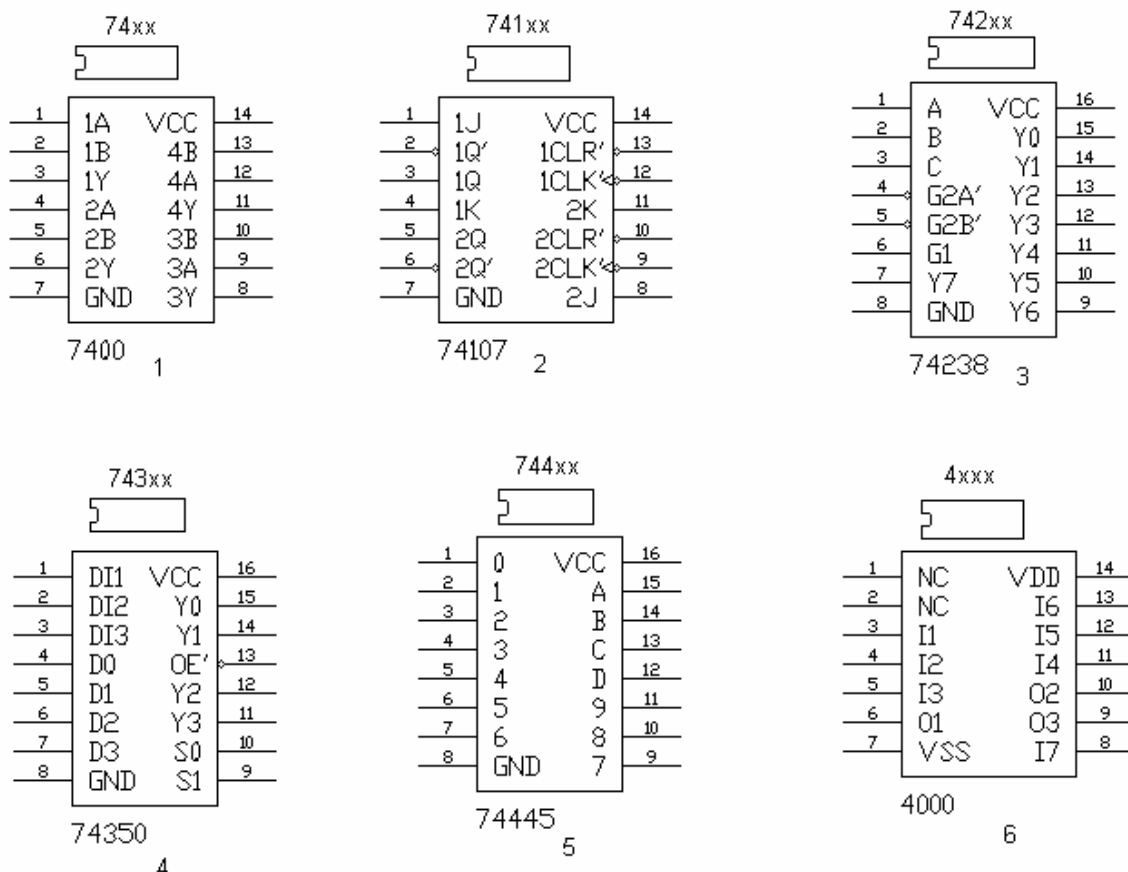 74xx
1 1A VCC 14
2 1B 4B 13
3 1Y 4A 12
4 2A 4Y 11
5 2B 3B 10
6 2Y 3A 9
7 GND 3Y 8
7400
1
741xx
1 1J VCC 14
2 1Q' 1CLR' 13
3 1Q 1CLK' 12
4 1K 2K 11
5 2Q 2CLR' 10
6 2Q' 2CLK' 9
7 GND 2J 8
74107
2
742xx
1 A VCC 16
2 B Y0 15
3 C Y1 14
4 G2A' Y2 13
5 G2B' Y3 12
6 G1 Y4 11
7 Y7 Y5 10
8 GND Y6 9
74238
3
743xx
1 DI1 VCC 16
2 DI2 Y0 15
3 DI3 Y1 14
4 D0 OE' 13
5 D1 Y2 12
6 D2 Y3 11
7 D3 S0 10
8 GND S1 9
74350
4
744xx
1 0 VCC 16
2 1 A 15
3 2 B 14
4 3 C 13
5 4 D 12
6 5 9 11
7 6 8 10
8 GND 7 9
74445
5
4xxx
1 NC VDD 14
2 NC I6 13
3 I1 I5 12
4 I2 I4 11
5 I3 O2 10
6 O1 O3 9
7 VSS I7 8
4000
6